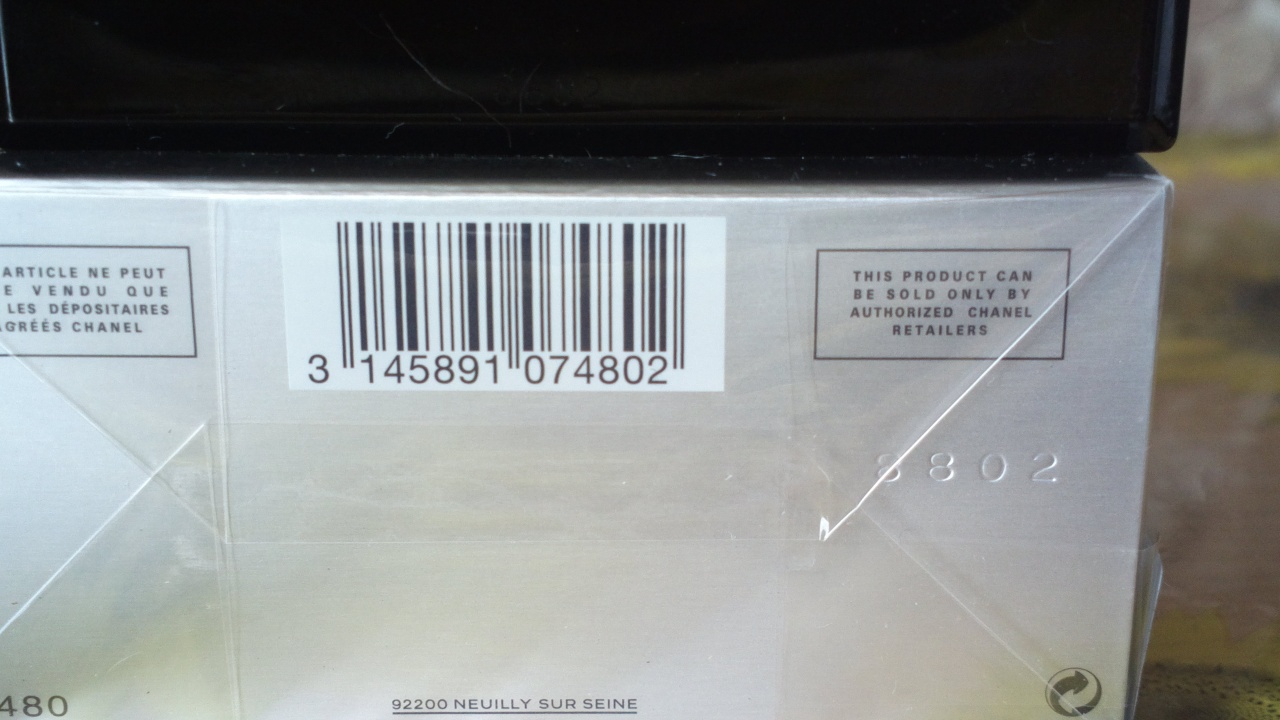 ARTICLE NE PEUT
E VENDU QUE
LES DÉPOSITAIRES
AGRÉÉS CHANEL
3 145891 074802
THIS PRODUCT CAN
BE SOLD ONLY BY
AUTHORIZED CHANEL
RETAILERS
8802
480
92200 NEUILLY SUR SEINE